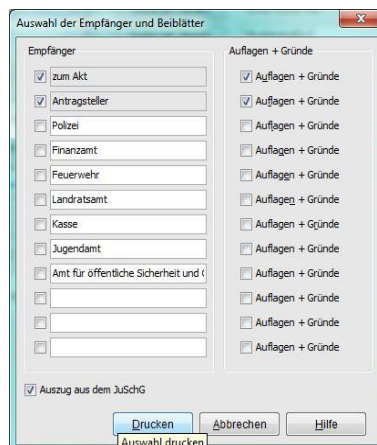 Auswahl der Empfänger und Beiblätter
Empfänger Auflagen + Gründe
zum Akt Auflagen + Gründe
Antragsteller Auflagen + Gründe
Polizei Auflagen + Gründe
Finanzamt Auflagen + Gründe
Feuerwehr Auflagen + Gründe
Landratsamt Auflagen + Gründe
Kasse Auflagen + Gründe
Jugendamt Auflagen + Gründe
Amt für öffentliche Sicherheit und Auflagen + Gründe
Auflagen + Gründe
Auflagen + Gründe
Auflagen + Gründe
Auszug aus dem JuSchG
Drucken Abbrechen Hilfe
Auswahl drucken